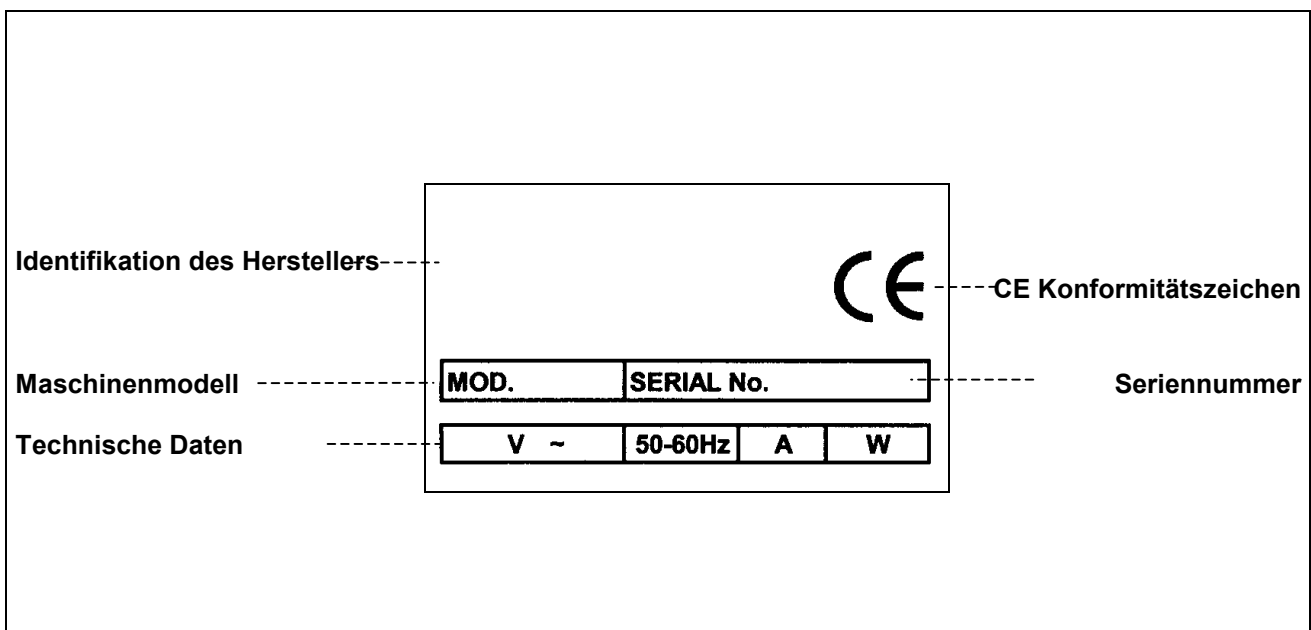 Identifikation des Herstellers
CE
CE Konformitätszeichen
Maschinenmodell
MOD.
SERIAL No.
Seriennummer
Technische Daten
V ~
50-60Hz
A
W